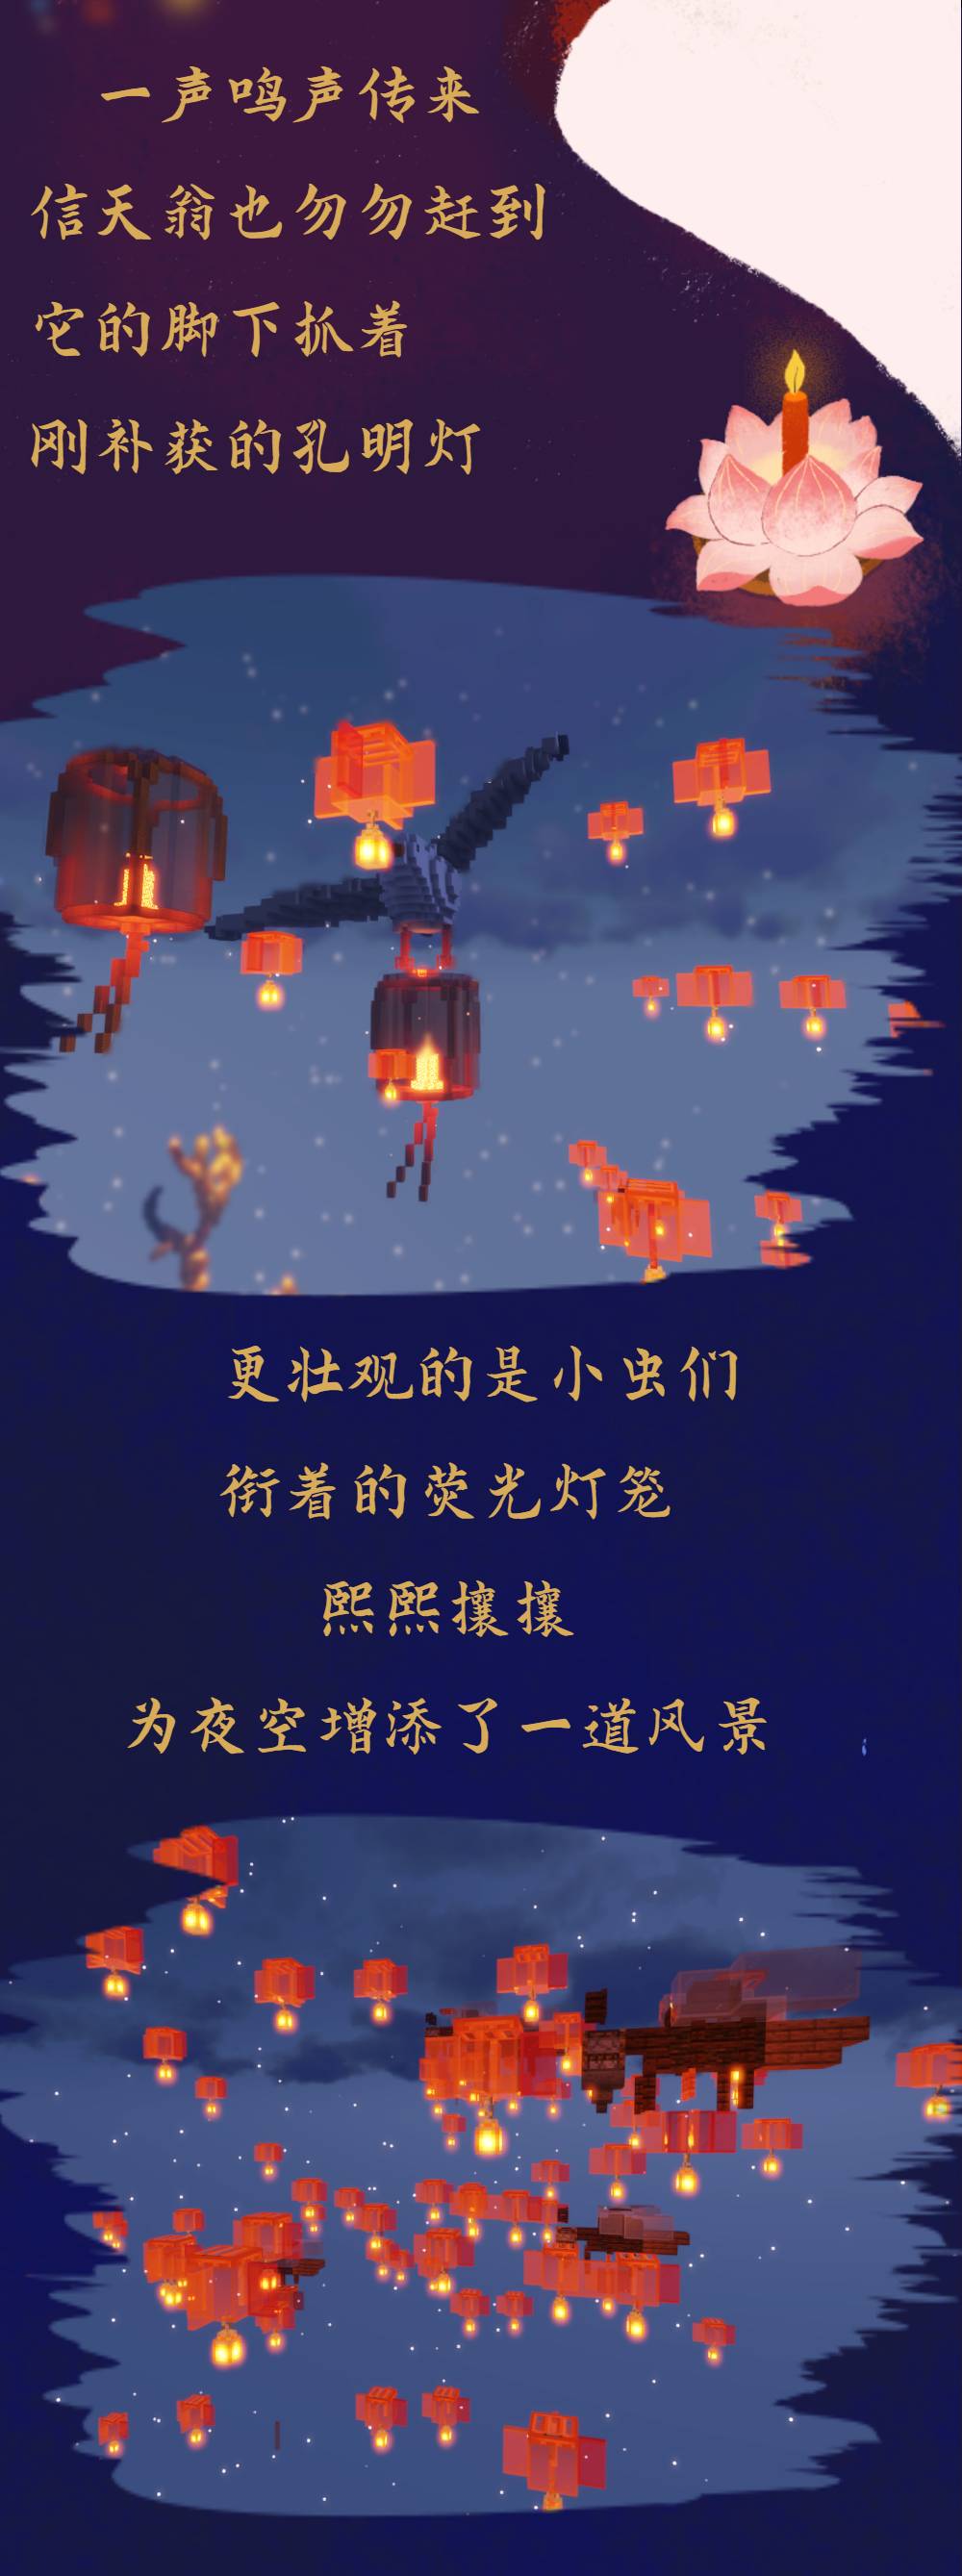 一声鸣声传来
信天翁也勿勿赶到
它的脚下抓着
刚补获的孔明灯
更壮观的是小虫们
衔着的荧光灯笼
熙熙攘攘
为夜空增添了一道风景